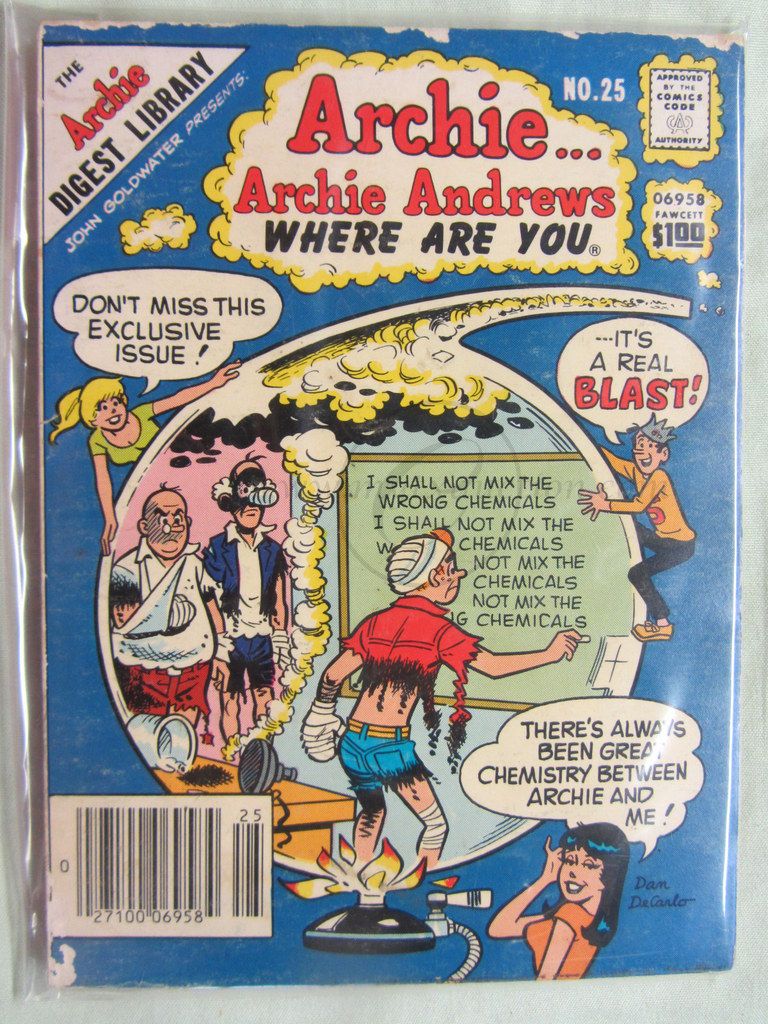 THE
Archie
DIGEST LIBRARY
JOHN GOLDWATER PRESENTS:
Archie...
Archie Andrews
WHERE ARE YOU®
NO.25
APPROVED
BY THE
COMICS
CODE
CA
AUTHORITY
06958
FAWCETT
$1.00
DON'T MISS THIS
EXCLUSIVE
ISSUE!
---IT'S
A REAL
BLAST!
I SHALL NOT MIX THE
WRONG CHEMICALS
I SHALL NOT MIX THE
W CHEMICALS
NOT MIX THE
CHEMICALS
NOT MIX THE
G CHEMICALS
THERE'S ALWAYS
BEEN GREAT
CHEMISTRY BETWEEN
ARCHIE AND
ME!
Dan
DeCarlo
25
0
27100 06958